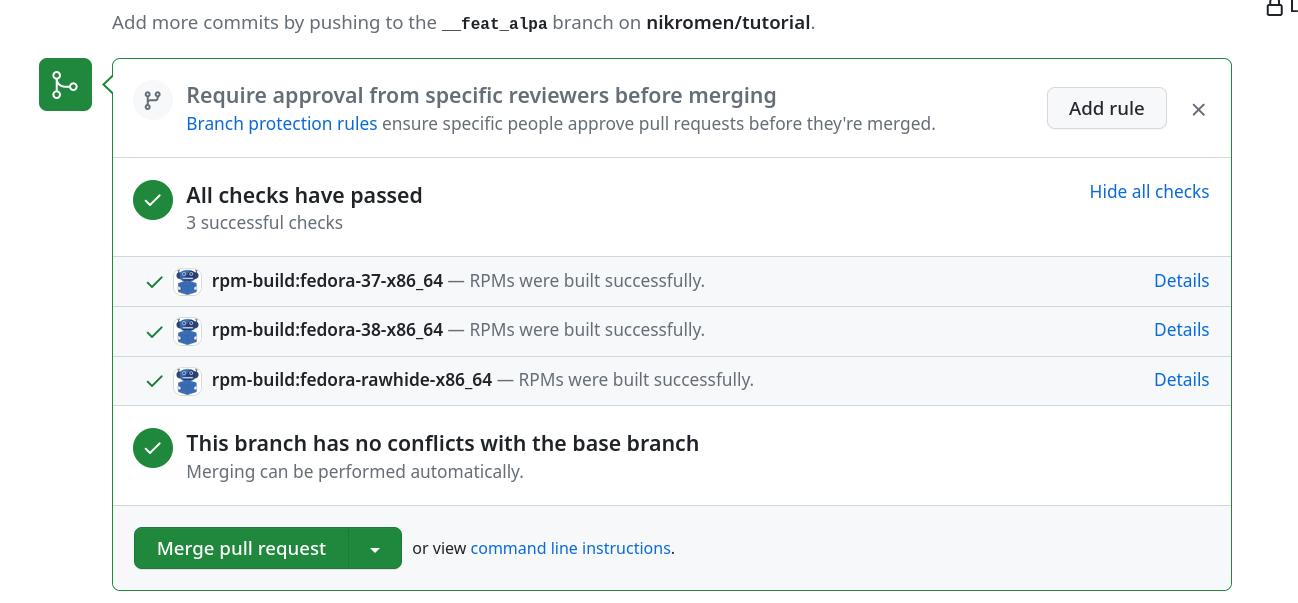 Add more commits by pushing to the __feat_alpa branch on nikromen/tutorial.
Require approval from specific reviewers before merging
Branch protection rules ensure specific people approve pull requests before they're merged.
Add rule
All checks have passed
3 successful checks
Hide all checks
rpm-build:fedora-37-x86_64 — RPMs were built successfully.
Details
rpm-build:fedora-38-x86_64 — RPMs were built successfully.
Details
rpm-build:fedora-rawhide-x86_64 — RPMs were built successfully.
Details
This branch has no conflicts with the base branch
Merging can be performed automatically.
Merge pull request
or view command line instructions.